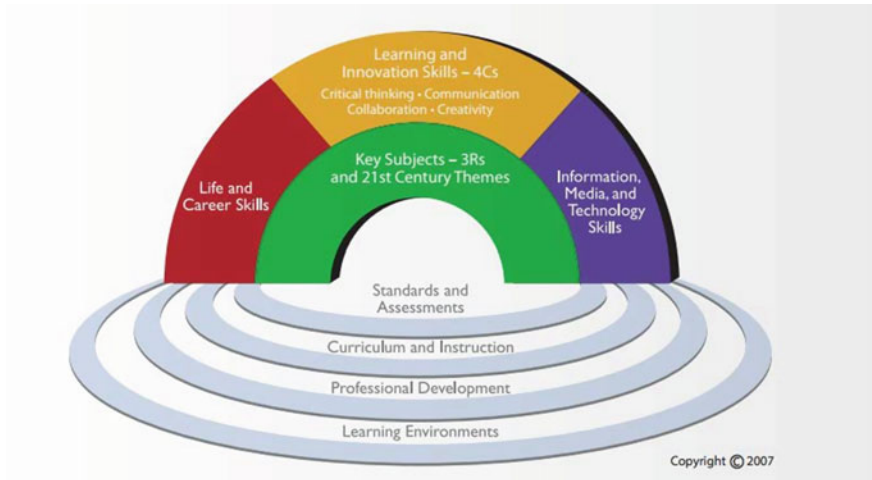 Learning and
Innovation Skills – 4Cs
Critical thinking • Communication
Collaboration • Creativity
Key Subjects – 3Rs
and 21st Century Themes
Life and
Career Skills
Information,
Media, and
Technology
Skills
Standards and
Assessments
Curriculum and Instruction
Professional Development
Learning Environments
Copyright © 2007